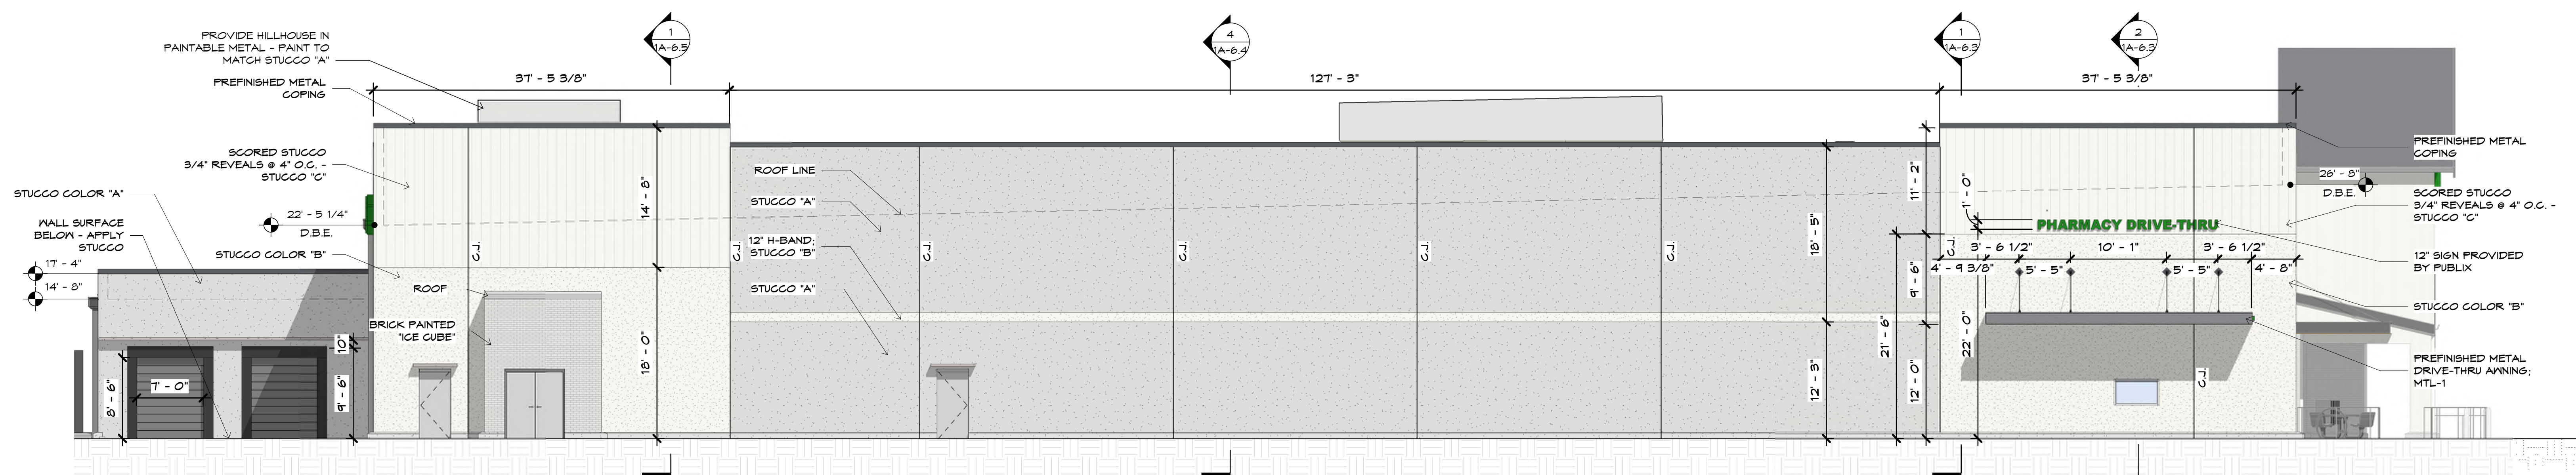 PROVIDE HILLHOUSE IN
PAINTABLE METAL - PAINT TO
MATCH STUCCO "A"
PREFINISHED METAL
COPING
SCORED STUCCO
3/4" REVEALS @ 4" O.C. -
STUCCO "C"
STUCCO COLOR "A"
WALL SURFACE
BELOW - APPLY
STUCCO
22' - 5 1/4"
D.B.E.
STUCCO COLOR "B"
17' - 4"
14' - 8"
ROOF
BRICK PAINTED
"ICE CUBE"
8' - 6"
7' - 0"
10"
9' - 6"
1
1A-6.5
4
1A-6.4
1
1A-6.3
2
1A-6.3
37' - 5 3/8"
127' - 3"
37' - 5 3/8"
14' - 8"
18' - 0"
C.J.
C.J.
C.J.
C.J.
C.J.
C.J.
C.J.
C.J.
ROOF LINE
STUCCO "A"
12" H-BAND;
STUCCO "B"
STUCCO "A"
18' - 5"
12' - 3"
11' - 2"
9' - 6"
12' - 0"
21' - 6"
1' - 0"
22' - 0"
PHARMACY DRIVE-THRU
3' - 6 1/2"
10' - 1"
3' - 6 1/2"
4' - 9 3/8"
5' - 5"
5' - 5"
4' - 8"
PREFINISHED METAL
COPING
26' - 8"
D.B.E.
SCORED STUCCO
3/4" REVEALS @ 4" O.C. -
STUCCO "C"
12" SIGN PROVIDED
BY PUBLIX
STUCCO COLOR "B"
PREFINISHED METAL
DRIVE-THRU AWNING;
MTL-1